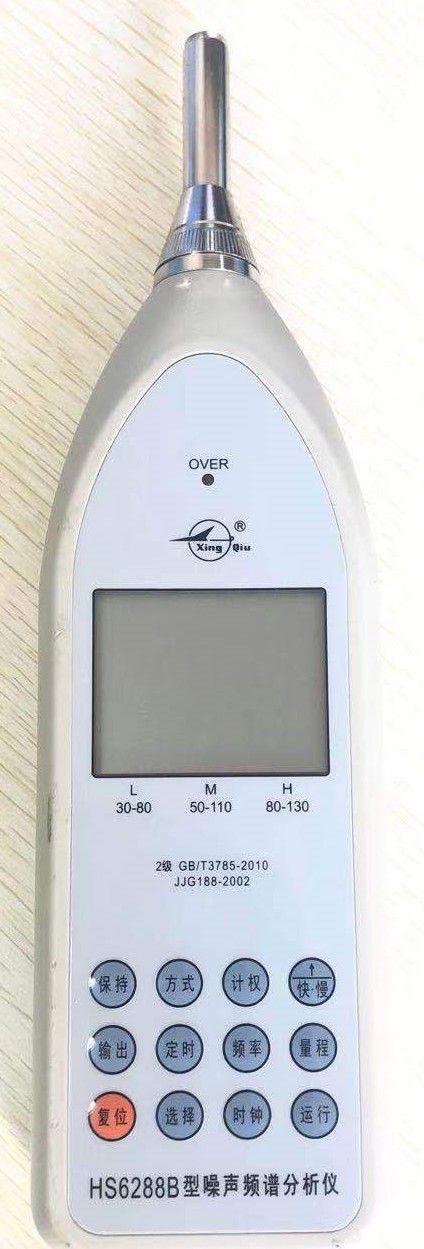 OVER
Xing Qiu ®
L M H
30-80 50-110 80-130
2级 GB/T3785-2010
JJG188-2002
保持 方式 计权 ↑快·慢
输出 定时 频率 量程
复位 选择 时钟 运行
HS6288B型噪声频谱分析仪